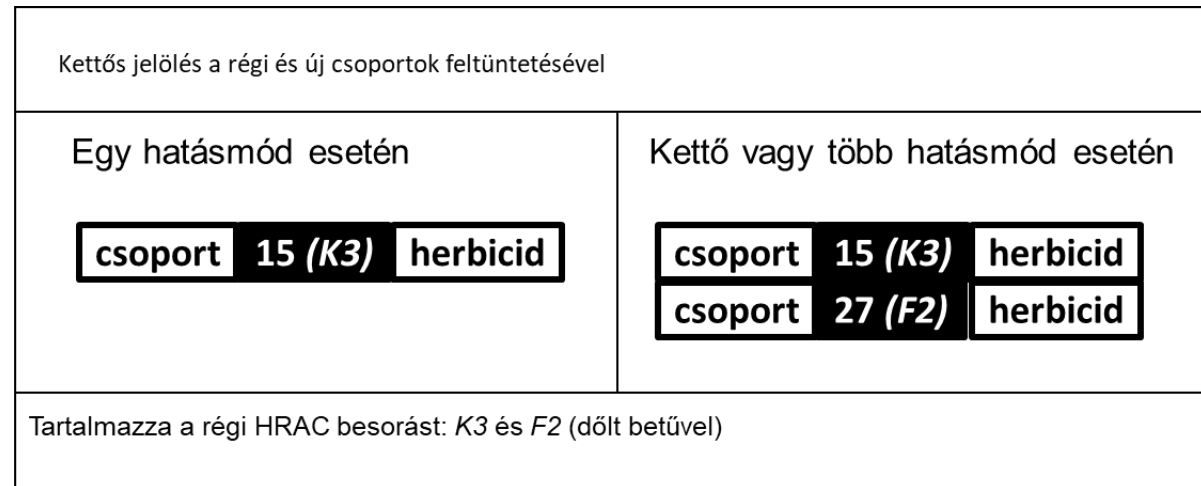 Kettős jelölés a régi és új csoportok feltüntetésével
Egy hatásmód esetén
csoport 15 (K3) herbicid
Kettő vagy több hatásmód esetén
csoport 15 (K3) herbicid
csoport 27 (F2) herbicid
Tartalmazza a régi HRAC besorást: K3 és F2 (dőlt betűvel)